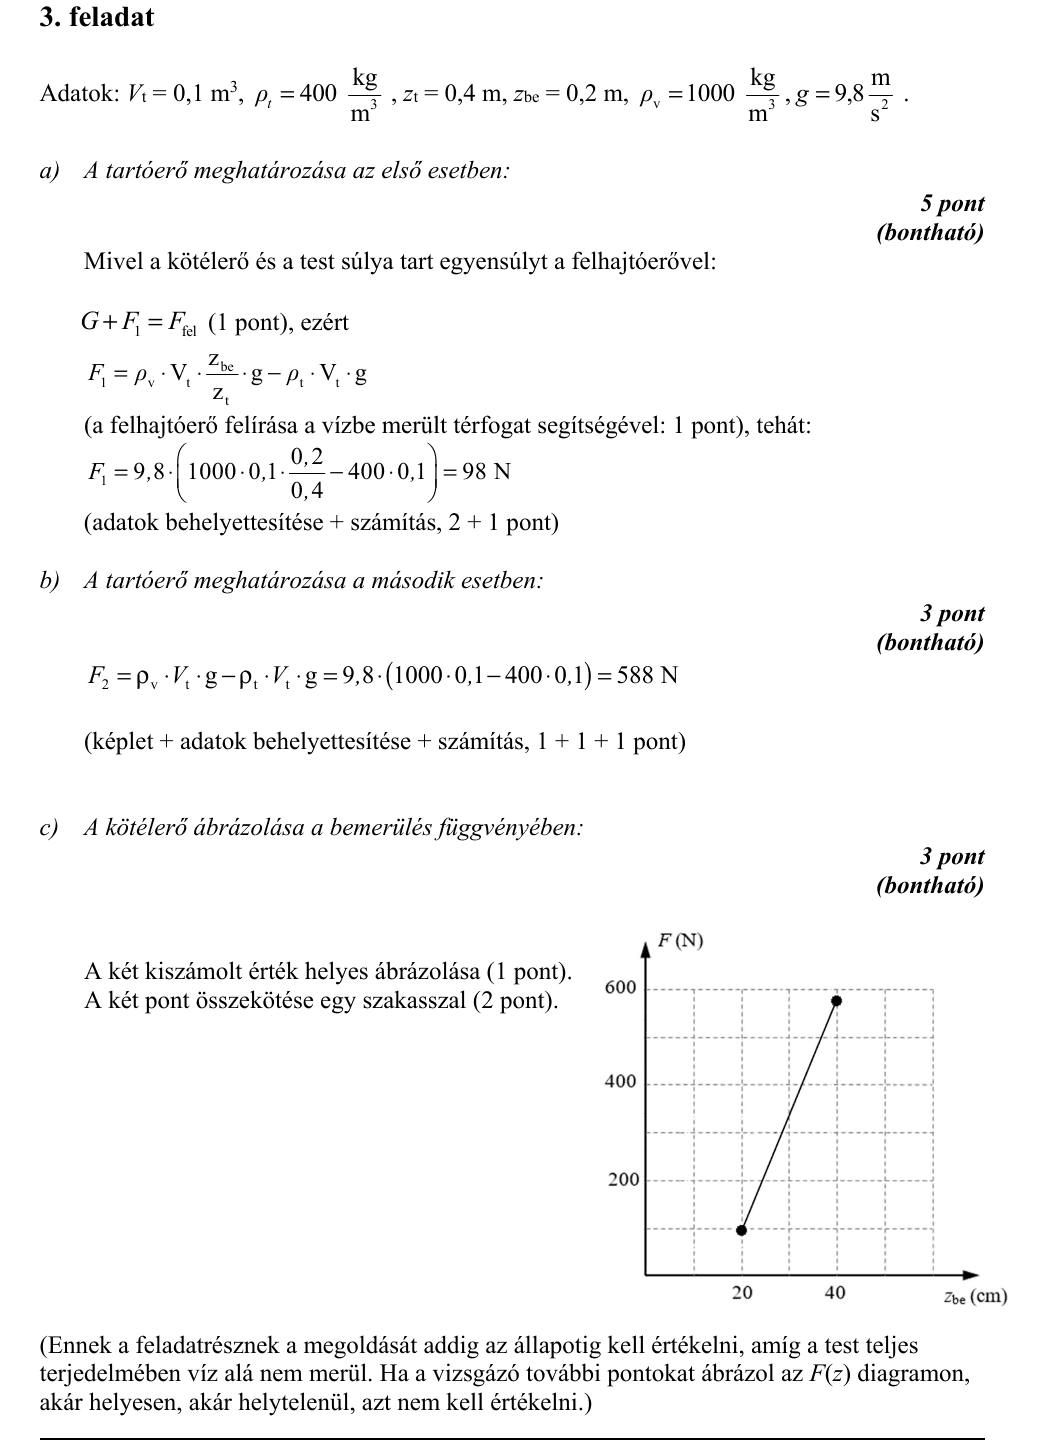 3. feladat
Adatok: Vt = 0,1 m³, ρt = 400 kg/m³ , zt = 0,4 m, zbe = 0,2 m, ρv = 1000 kg/m³ , g = 9,8 m/s² .
a) A tartóerő meghatározása az első esetben:
5 pont
(bontható)
Mivel a kötélerő és a test súlya tart egyensúlyt a felhajtóerővel:
G + F1 = Ffel (1 pont), ezért
F1 = ρv · Vt · zbe/zt · g − ρt · Vt · g
(a felhajtóerő felírása a vízbe merült térfogat segítségével: 1 pont), tehát:
F1 = 9,8 · (1000 · 0,1 · 0,2/0,4 − 400 · 0,1) = 98 N
(adatok behelyettesítése + számítás, 2 + 1 pont)
b) A tartóerő meghatározása a második esetben:
3 pont
(bontható)
F2 = ρv · Vt · g − ρt · Vt · g = 9,8 · (1000 · 0,1 − 400 · 0,1) = 588 N
(képlet + adatok behelyettesítése + számítás, 1 + 1 + 1 pont)
c) A kötélerő ábrázolása a bemerülés függvényében:
3 pont
(bontható)
A két kiszámolt érték helyes ábrázolása (1 pont).
A két pont összekötése egy szakasszal (2 pont).
F (N)
600
400
200
20 40 zbe (cm)
(Ennek a feladatrésznek a megoldását addig az állapotig kell értékelni, amíg a test teljes
terjedelmében víz alá nem merül. Ha a vizsgázó további pontokat ábrázol az F(z) diagramon,
akár helyesen, akár helytelenül, azt nem kell értékelni.)